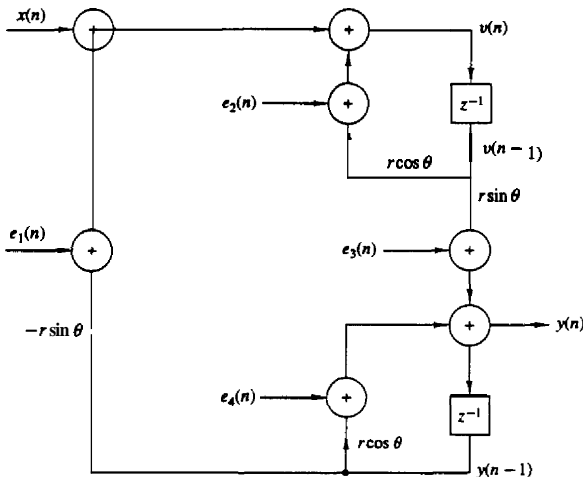 x(n)
+
+
v(n)
e₂(n)
+
z⁻¹
v(n − 1)
r cos θ
r sin θ
e₁(n)
+
e₃(n)
+
−r sin θ
+
y(n)
e₄(n)
+
z⁻¹
r cos θ
y(n − 1)